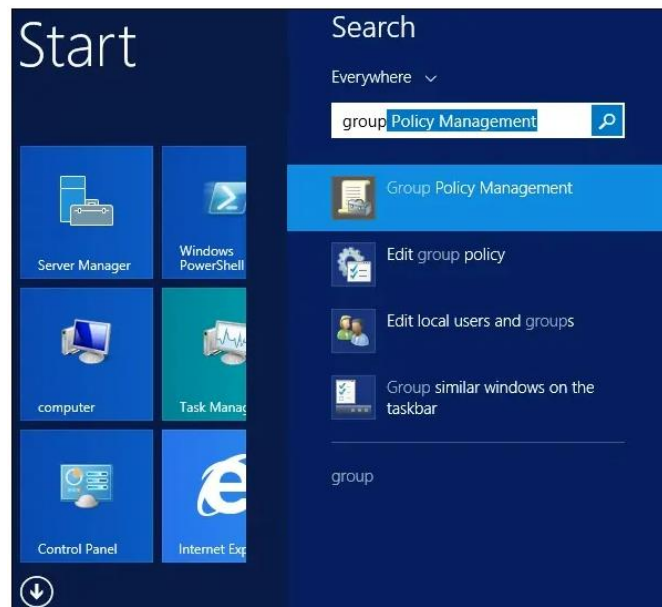 Start
Server Manager
Windows
PowerShell
computer
Task Manag
Control Panel
Internet Exp
Search
Everywhere
group Policy Management
Group Policy Management
Edit group policy
Edit local users and groups
Group similar windows on the
taskbar
group